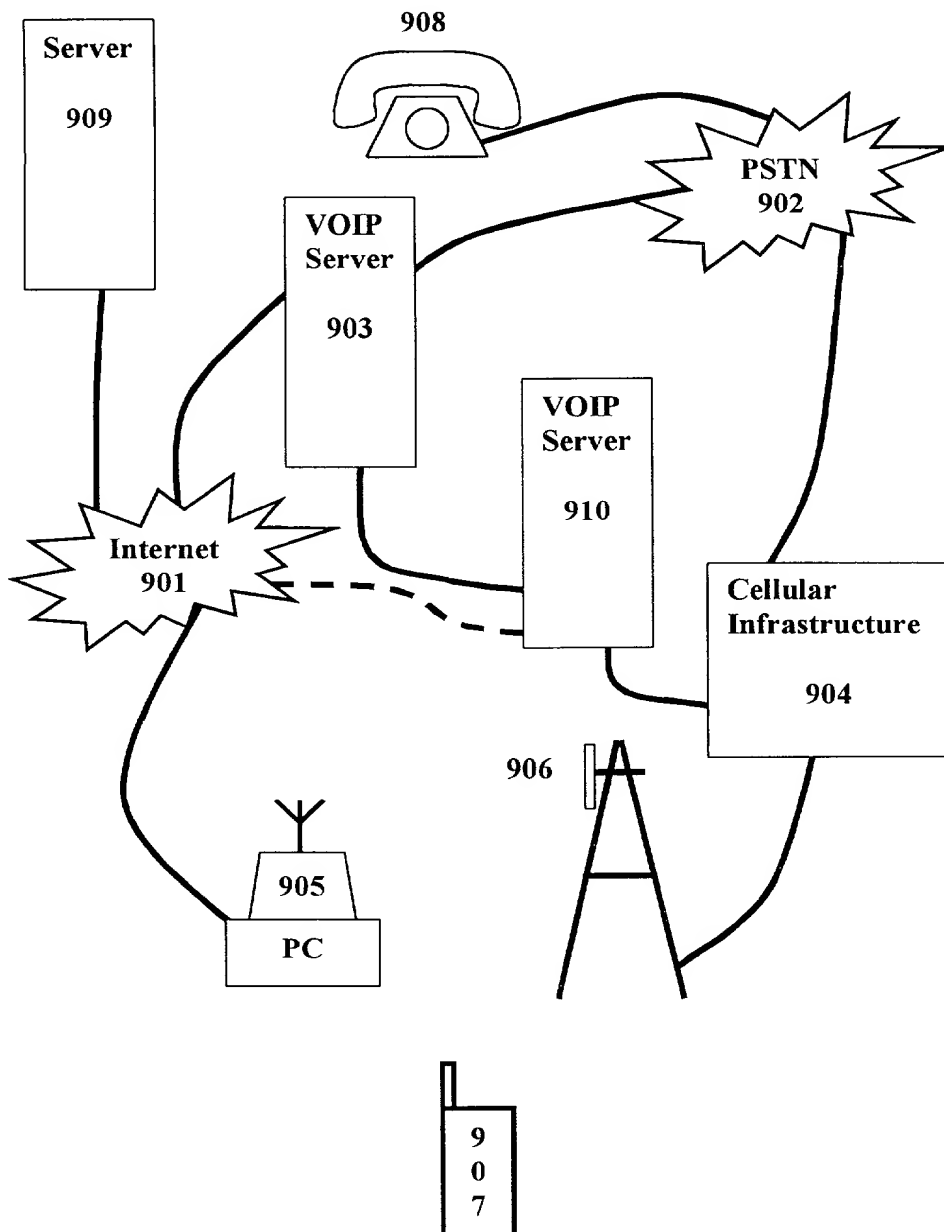 908
Server
909
PSTN
902
VOIP
Server
903
VOIP
Server
910
Internet
901
Cellular
Infrastructure
904
906
905
PC
9
0
7